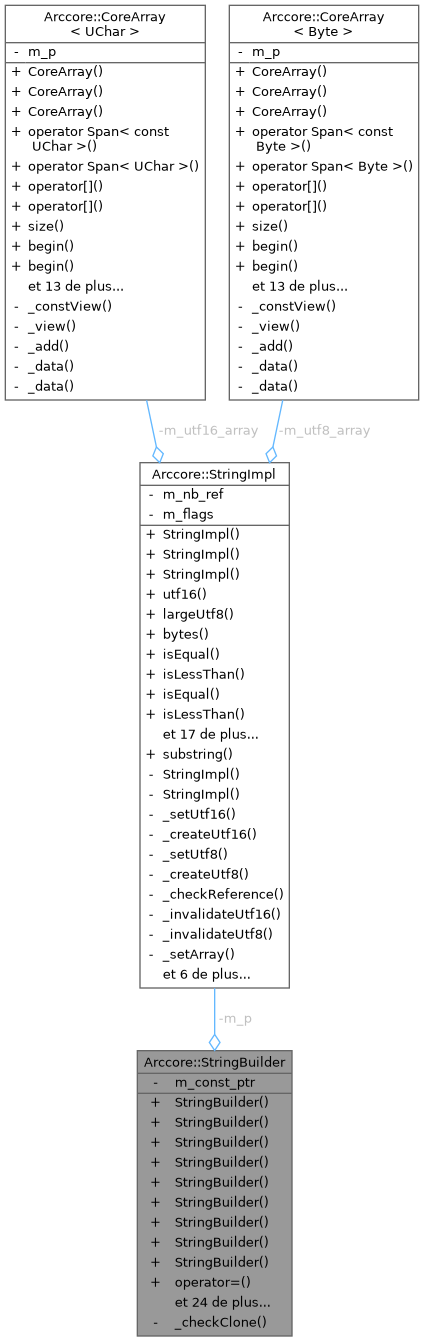 Arccore::CoreArray
< UChar >
- m_p
+ CoreArray()
+ CoreArray()
+ CoreArray()
+ operator Span< const
UChar >()
+ operator Span< UChar >()
+ operator[]()
+ operator[]()
+ size()
+ begin()
+ begin()
et 13 de plus...
- _constView()
- _view()
- _add()
- _data()
- _data()
Arccore::CoreArray
< Byte >
- m_p
+ CoreArray()
+ CoreArray()
+ CoreArray()
+ operator Span< const
Byte >()
+ operator Span< Byte >()
+ operator[]()
+ operator[]()
+ size()
+ begin()
+ begin()
et 13 de plus...
- _constView()
- _view()
- _add()
- _data()
- _data()
-m_utf16_array
-m_utf8_array
Arccore::StringImpl
- m_nb_ref
- m_flags
+ StringImpl()
+ StringImpl()
+ StringImpl()
+ utf16()
+ largeUtf8()
+ bytes()
+ isEqual()
+ isLessThan()
+ isEqual()
+ isLessThan()
et 17 de plus...
+ substring()
- StringImpl()
- StringImpl()
- _setUtf16()
- _createUtf16()
- _setUtf8()
- _createUtf8()
- _checkReference()
- _invalidateUtf16()
- _invalidateUtf8()
- _setArray()
et 6 de plus...
-m_p
Arccore::StringBuilder
- m_const_ptr
+ StringBuilder()
+ StringBuilder()
+ StringBuilder()
+ StringBuilder()
+ StringBuilder()
+ StringBuilder()
+ StringBuilder()
+ StringBuilder()
+ StringBuilder()
+ operator=()
et 24 de plus...
- _checkClone()